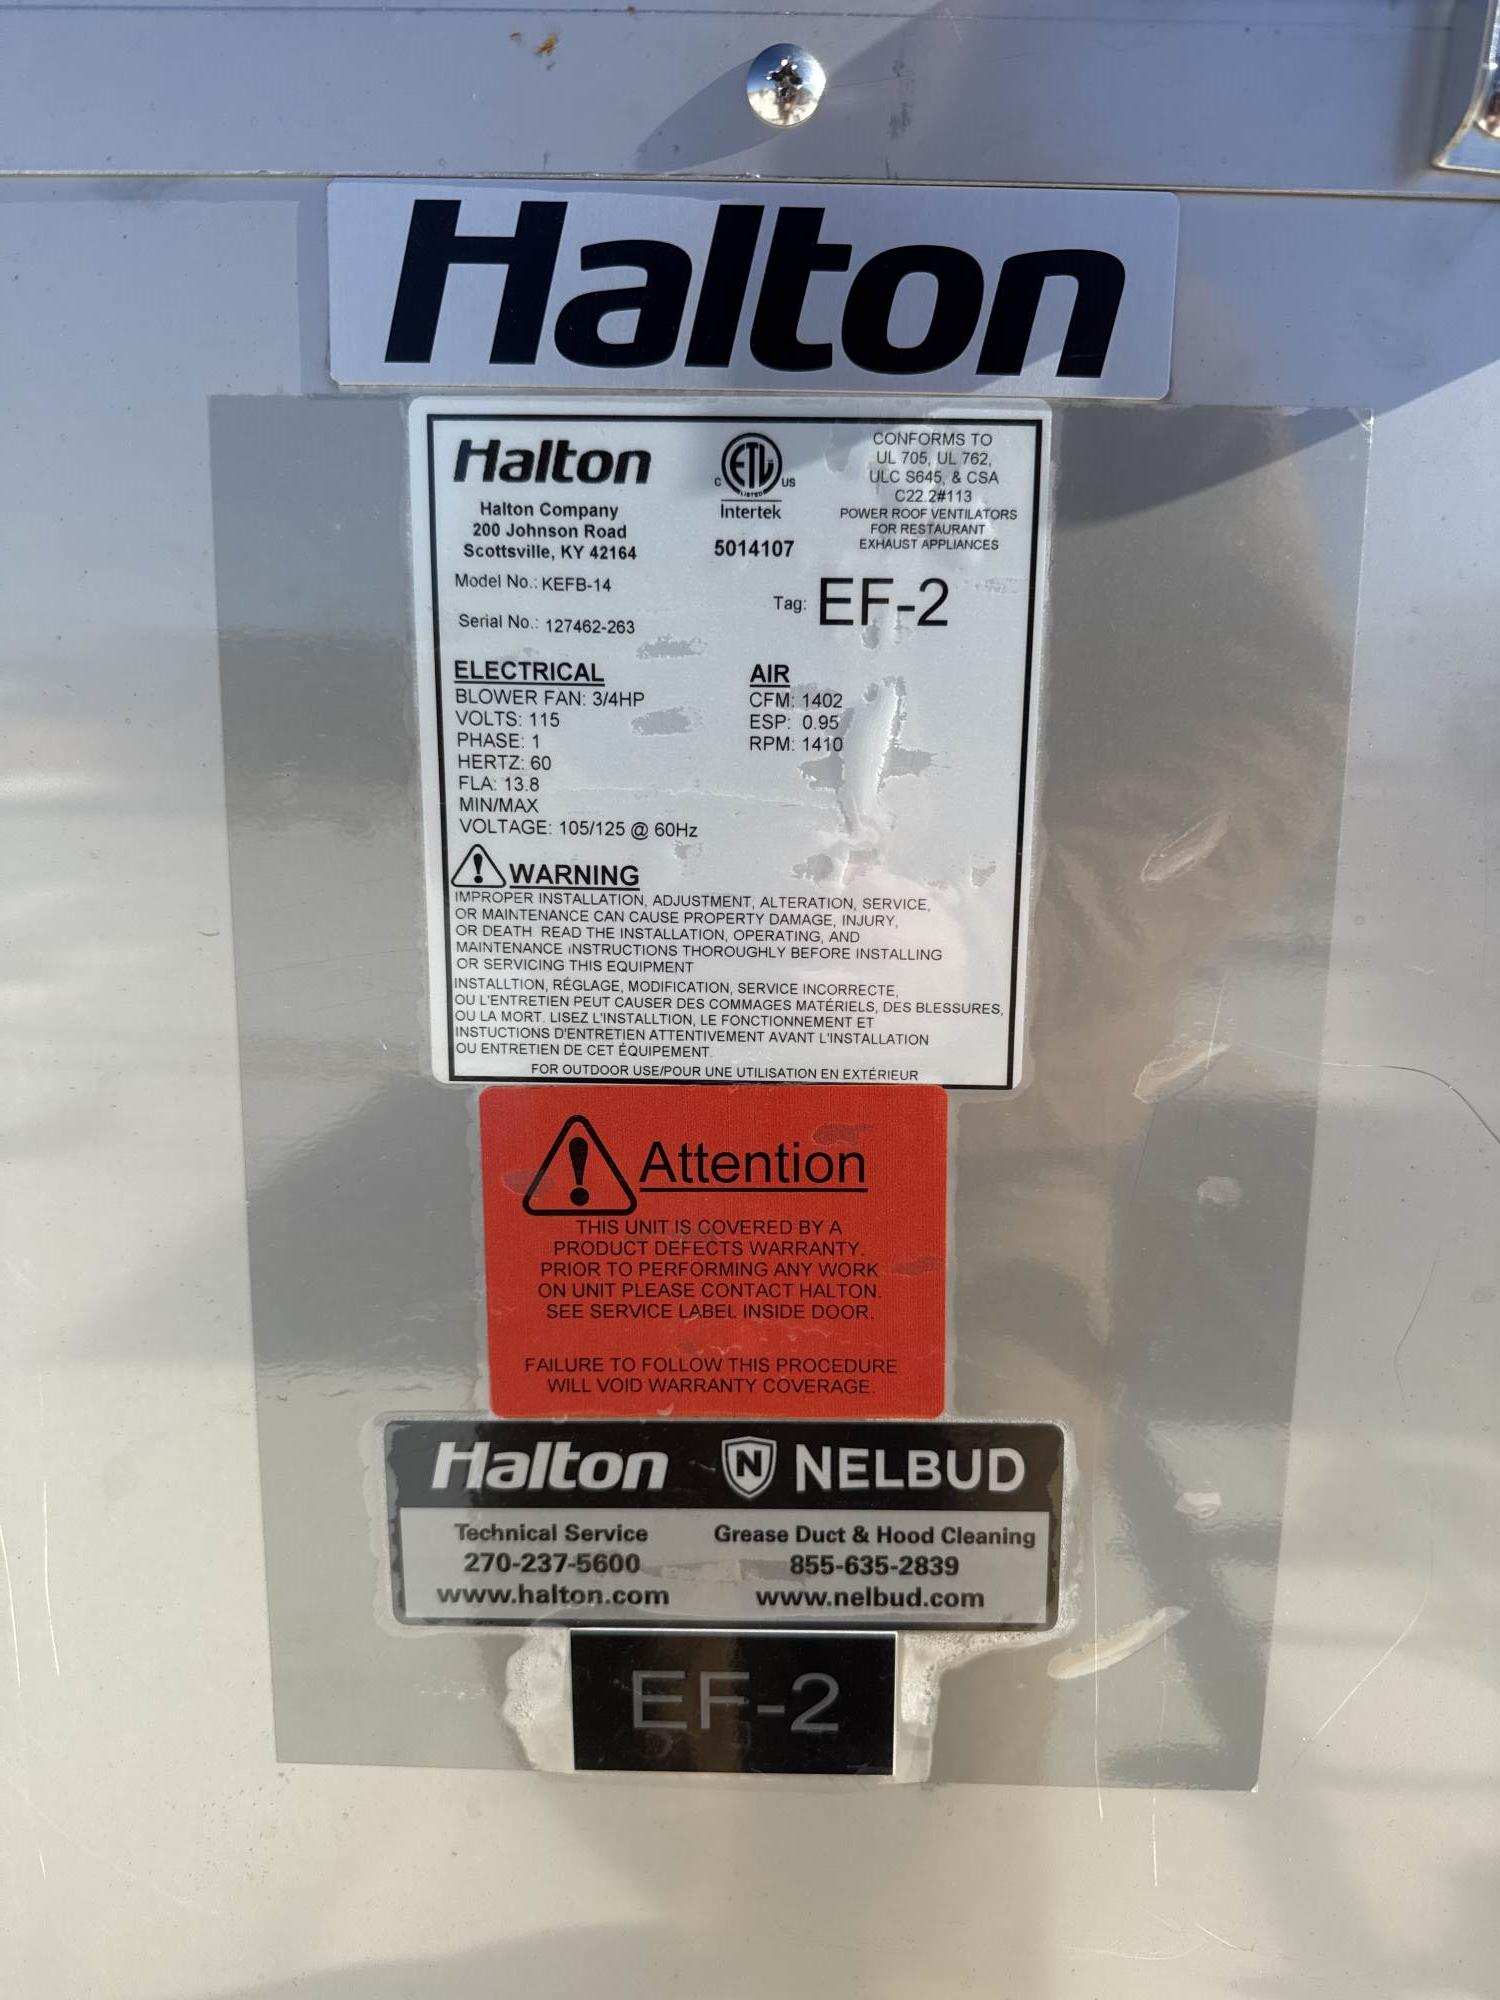 Halton
Halton
Halton Company
200 Johnson Road
Scottsville, KY 42164
C ETL US
LISTED
Intertek
5014107
CONFORMS TO
UL 705, UL 762,
ULC S645, & CSA
C22.2#113
POWER ROOF VENTILATORS
FOR RESTAURANT
EXHAUST APPLIANCES
Model No.: KEFB-14
Serial No.: 127462-263
Tag: EF-2
ELECTRICAL
BLOWER FAN: 3/4HP
VOLTS: 115
PHASE: 1
HERTZ: 60
FLA: 13.8
MIN/MAX
VOLTAGE: 105/125 @ 60Hz
AIR
CFM: 1402
ESP: 0.95
RPM: 1410
WARNING
IMPROPER INSTALLATION, ADJUSTMENT, ALTERATION, SERVICE,
OR MAINTENANCE CAN CAUSE PROPERTY DAMAGE, INJURY,
OR DEATH READ THE INSTALLATION, OPERATING, AND
MAINTENANCE INSTRUCTIONS THOROUGHLY BEFORE INSTALLING
OR SERVICING THIS EQUIPMENT
INSTALLTION, RÉGLAGE, MODIFICATION, SERVICE INCORRECTE,
OU L'ENTRETIEN PEUT CAUSER DES COMMAGES MATÉRIELS, DES BLESSURES,
OU LA MORT. LISEZ L'INSTALLTION, LE FONCTIONNEMENT ET
INSTUCTIONS D'ENTRETIEN ATTENTIVEMENT AVANT L'INSTALLATION
OU ENTRETIEN DE CET ÉQUIPEMENT.
FOR OUTDOOR USE/POUR UNE UTILISATION EN EXTÉRIEUR
Attention
THIS UNIT IS COVERED BY A
PRODUCT DEFECTS WARRANTY.
PRIOR TO PERFORMING ANY WORK
ON UNIT PLEASE CONTACT HALTON.
SEE SERVICE LABEL INSIDE DOOR.
FAILURE TO FOLLOW THIS PROCEDURE
WILL VOID WARRANTY COVERAGE.
Halton
Technical Service
270-237-5600
www.halton.com
N NELBUD
Grease Duct & Hood Cleaning
855-635-2839
www.nelbud.com
EF-2